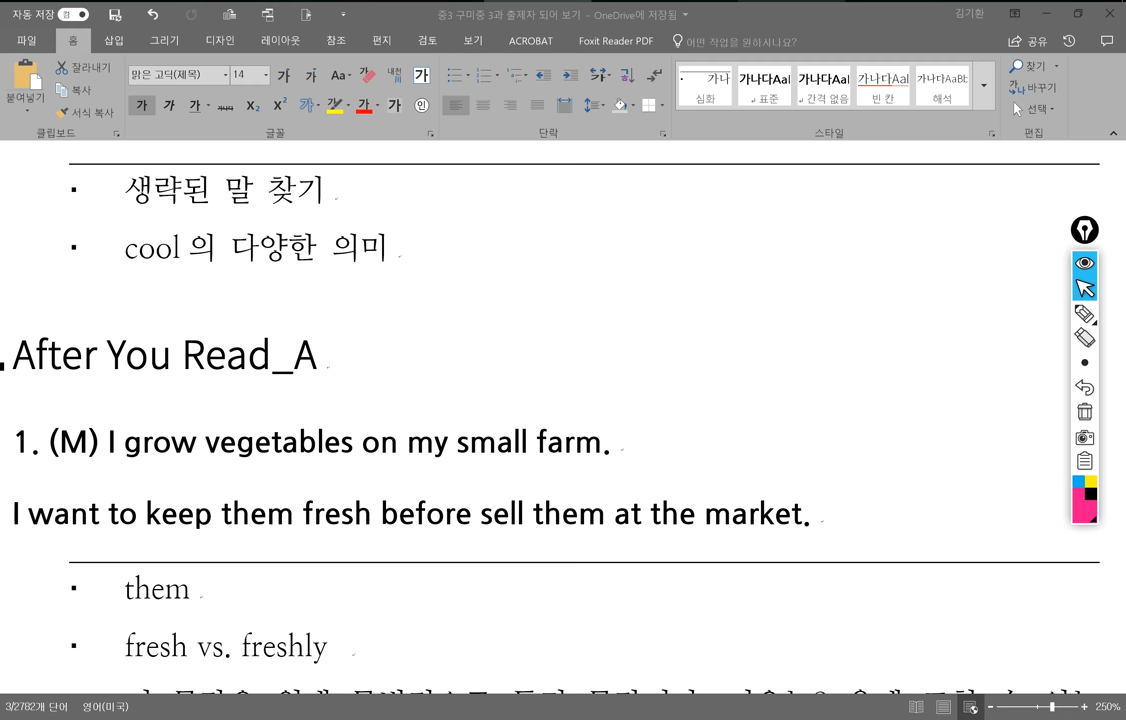 자동 저장 켬 중3 구미중 3과 출제자 되어 보기 - OneDrive에 저장됨 김기환
파일 홈 삽입 그리기 디자인 레이아웃 참조 편지 검토 보기 ACROBAT Foxit Reader PDF 어떤 작업을 원하시나요? 공유
붙여넣기 잘라내기 복사 서식 복사
맑은 고딕(제목) 14
가나 가나다AaI 가나다AaI 가나다AaI 가나다AaBb
심화 표준 간격 없음 빈 칸 해석
찾기 바꾸기 선택
클립보드 글꼴 단락 스타일 편집
생략된 말 찾기
cool의 다양한 의미
After You Read_A
1. (M) I grow vegetables on my small farm.
I want to keep them fresh before sell them at the market.
them
fresh vs. freshly
3/2782개 단어 영어(미국) 250%